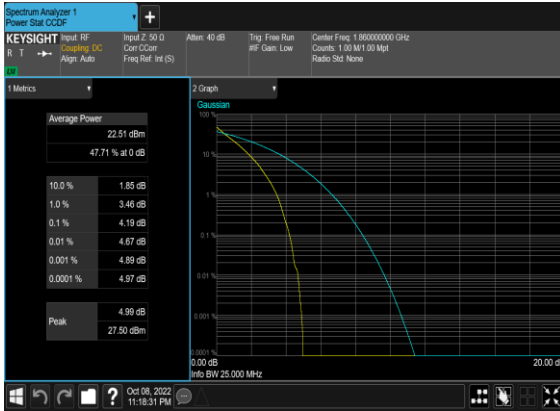 Spectrum Analyzer 1
Power Stat CCDF
KEYSIGHT
R T
LVI
Input: RF
Coupling: DC
Align: Auto
Input Z: 50 Ω
Corr CCorr
Freq Ref: Int (S)
Atten: 40 dB
Trig: Free Run
#IF Gain: Low
Center Freq: 1.860000000 GHz
Counts: 1.00 M/1.00 Mpt
Radio Std: None
1 Metrics
Average Power
22.51 dBm
47.71 % at 0 dB
10.0 % 1.85 dB
1.0 % 3.46 dB
0.1 % 4.19 dB
0.01 % 4.67 dB
0.001 % 4.89 dB
0.0001 % 4.97 dB
Peak
4.99 dB
27.50 dBm
2 Graph
Gaussian
100 %
10 %
1 %
0.1 %
0.01 %
0.001 %
0.0001 %
0.00 dB
20.00 d
Info BW 25.000 MHz
?
Oct 08, 2022
11:18:31 PM